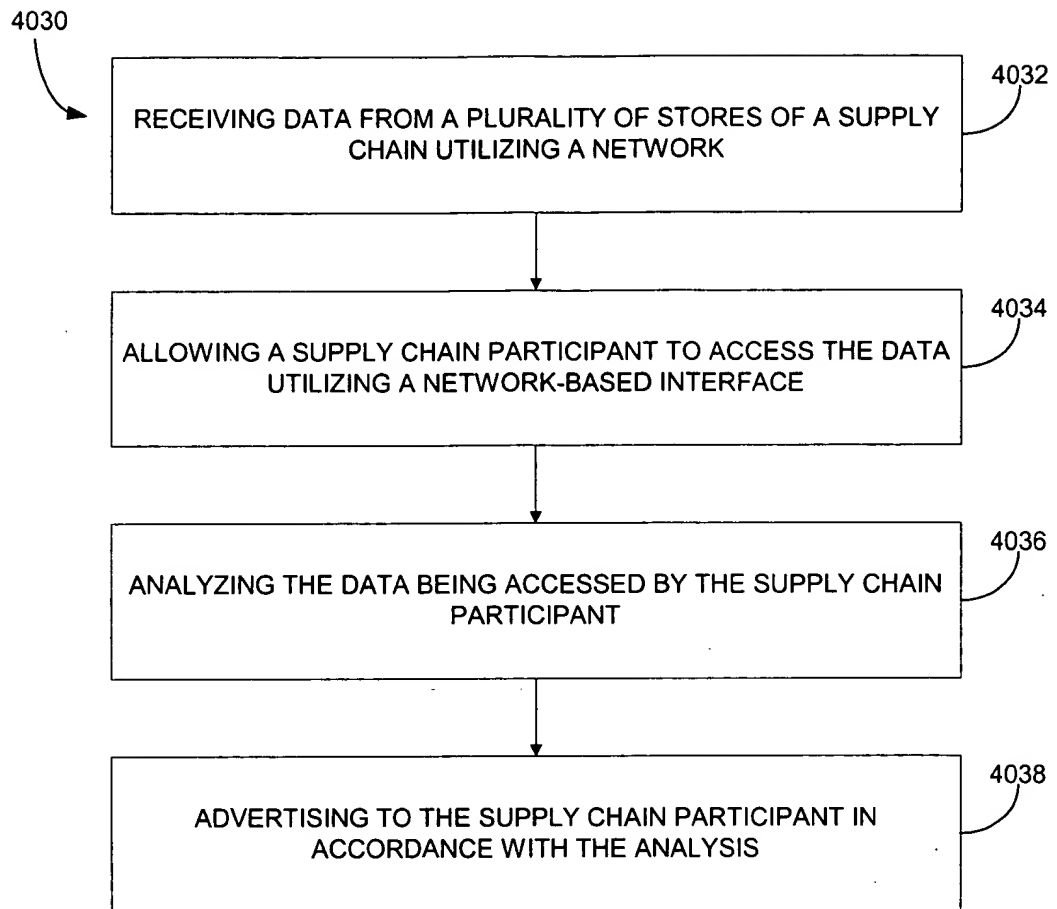 4030
4032
RECEIVING DATA FROM A PLURALITY OF STORES OF A SUPPLY
CHAIN UTILIZING A NETWORK
4034
ALLOWING A SUPPLY CHAIN PARTICIPANT TO ACCESS THE DATA
UTILIZING A NETWORK-BASED INTERFACE
4036
ANALYZING THE DATA BEING ACCESSED BY THE SUPPLY CHAIN
PARTICIPANT
4038
ADVERTISING TO THE SUPPLY CHAIN PARTICIPANT IN
ACCORDANCE WITH THE ANALYSIS